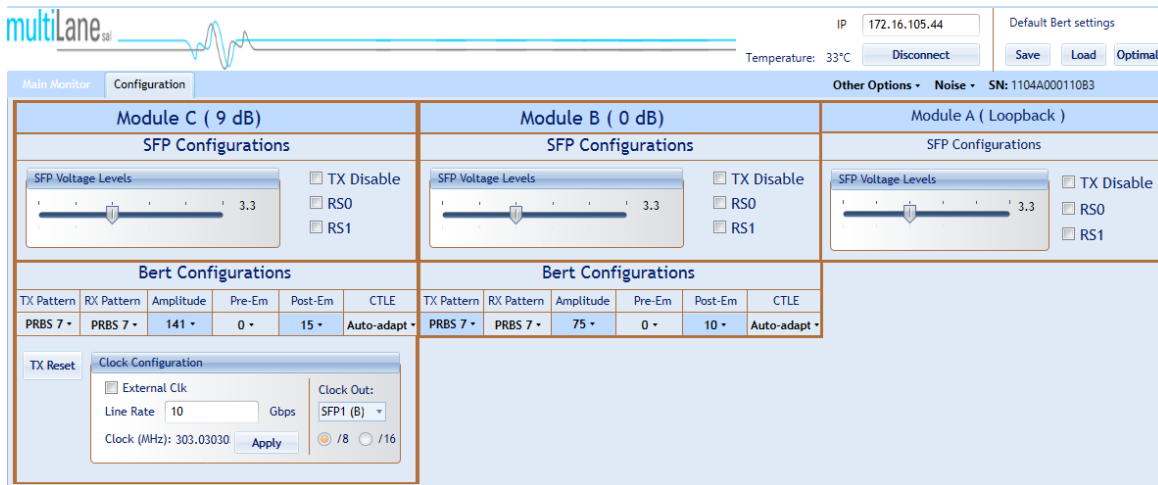 multiLane sal
IP 172.16.105.44 Default Bert settings
Temperature: 33°C Disconnect Save Load Optimal
Main Monitor Configuration Other Options Noise SN: 1104A000110B3
Module C ( 9 dB) Module B ( 0 dB) Module A ( Loopback )
SFP Configurations SFP Configurations SFP Configurations
SFP Voltage Levels TX Disable SFP Voltage Levels TX Disable SFP Voltage Levels TX Disable
3.3 RS0 3.3 RS0 3.3 RS0
RS1 RS1 RS1
Bert Configurations Bert Configurations
TX Pattern RX Pattern Amplitude Pre-Em Post-Em CTLE TX Pattern RX Pattern Amplitude Pre-Em Post-Em CTLE
PRBS 7 PRBS 7 141 0 15 Auto-adapt PRBS 7 PRBS 7 75 0 10 Auto-adapt
TX Reset Clock Configuration
External Clk Clock Out:
Line Rate 10 Gbps SFP1 (B)
Clock (MHz): 303.03030 Apply /8 /16